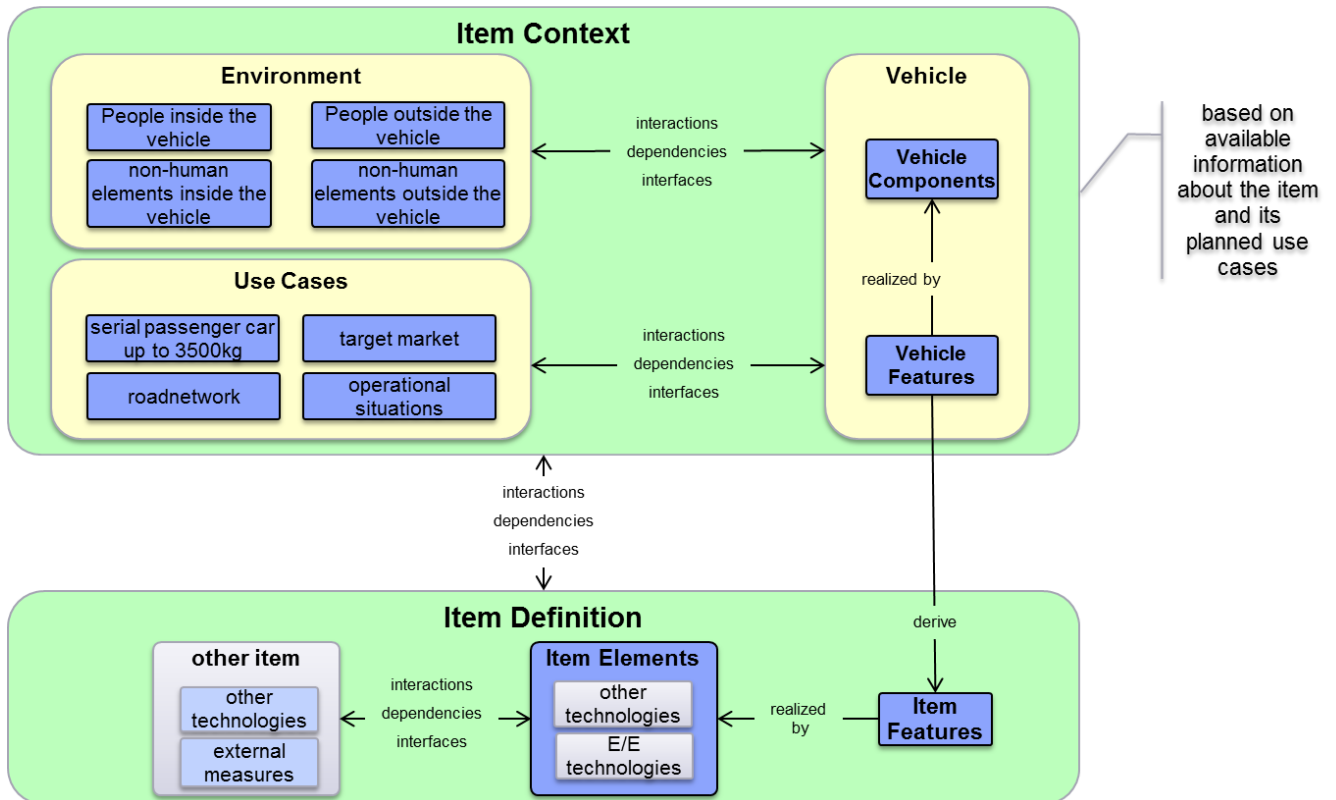 Item Context
Environment
People inside the
vehicle
People outside the
vehicle
non-human
elements inside the
vehicle
non-human
elements outside the
vehicle
interactions
dependencies
interfaces
Vehicle
Vehicle
Components
realized by
Vehicle
Features
Use Cases
serial passenger car
up to 3500kg
target market
roadnetwork
operational
situations
interactions
dependencies
interfaces
based on
available
information
about the item
and its
planned use
cases
interactions
dependencies
interfaces
derive
Item Definition
other item
other
technologies
external
measures
interactions
dependencies
interfaces
Item Elements
other
technologies
E/E
technologies
realized
by
Item
Features